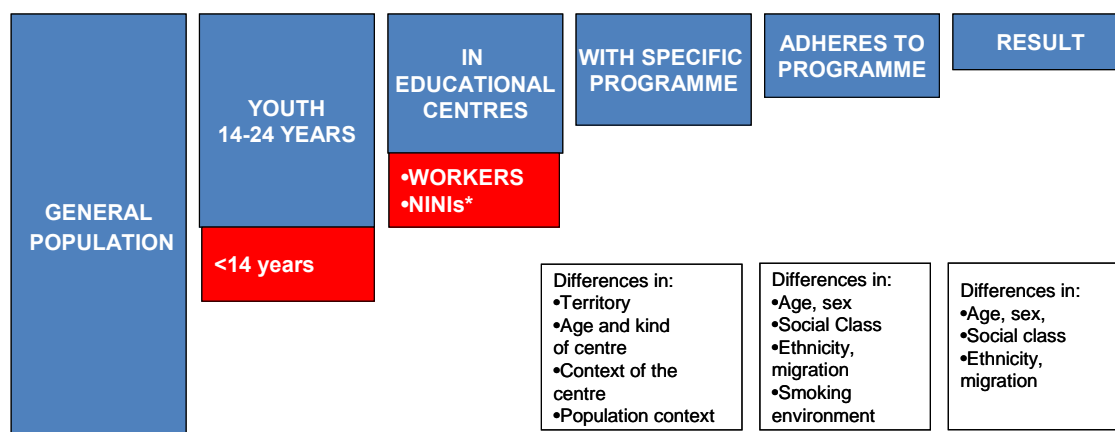 GENERAL
POPULATION
YOUTH
14-24 YEARS
<14 years
IN
EDUCATIONAL
CENTRES
•WORKERS
•NINIs*
WITH SPECIFIC
PROGRAMME
ADHERES TO
PROGRAMME
RESULT
Differences in:
•Territory
•Age and kind
of centre
•Context of the
centre
•Population context
Differences in:
•Age, sex
•Social Class
•Ethnicity,
migration
•Smoking
environment
Differences in:
•Age, sex,
•Social class
•Ethnicity,
migration